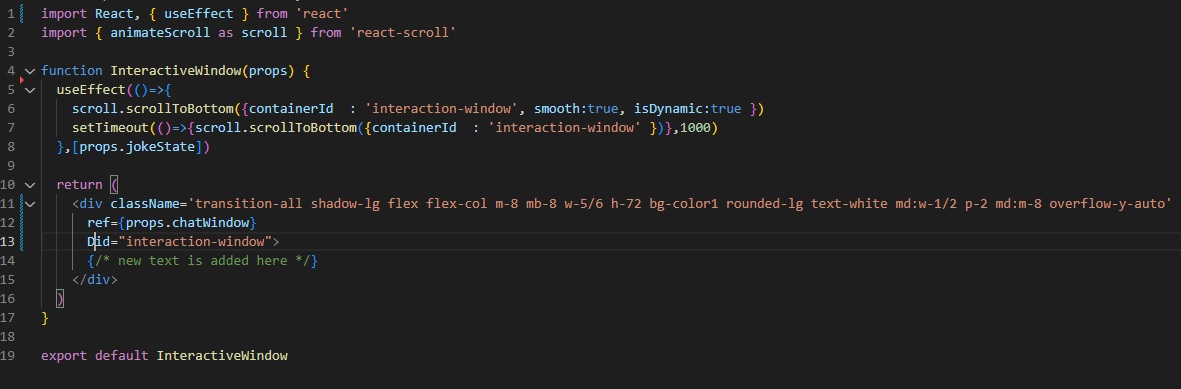 1 import React, { useEffect } from 'react'
2 import { animateScroll as scroll } from 'react-scroll'
3
4 function InteractiveWindow(props) {
5   useEffect(()=>{
6     scroll.scrollToBottom({containerId  : 'interaction-window', smooth:true, isDynamic:true })
7     setTimeout(()=>{scroll.scrollToBottom({containerId  : 'interaction-window' })},1000)
8   },[props.jokeState])
9
10   return (
11     <div className='transition-all shadow-lg flex flex-col m-8 mb-8 w-5/6 h-72 bg-color1 rounded-lg text-white md:w-1/2 p-2 md:m-8 overflow-y-auto'
12       ref={props.chatWindow}
13       Did="interaction-window">
14       {/* new text is added here */}
15     </div>
16   )
17 }
18
19 export default InteractiveWindow